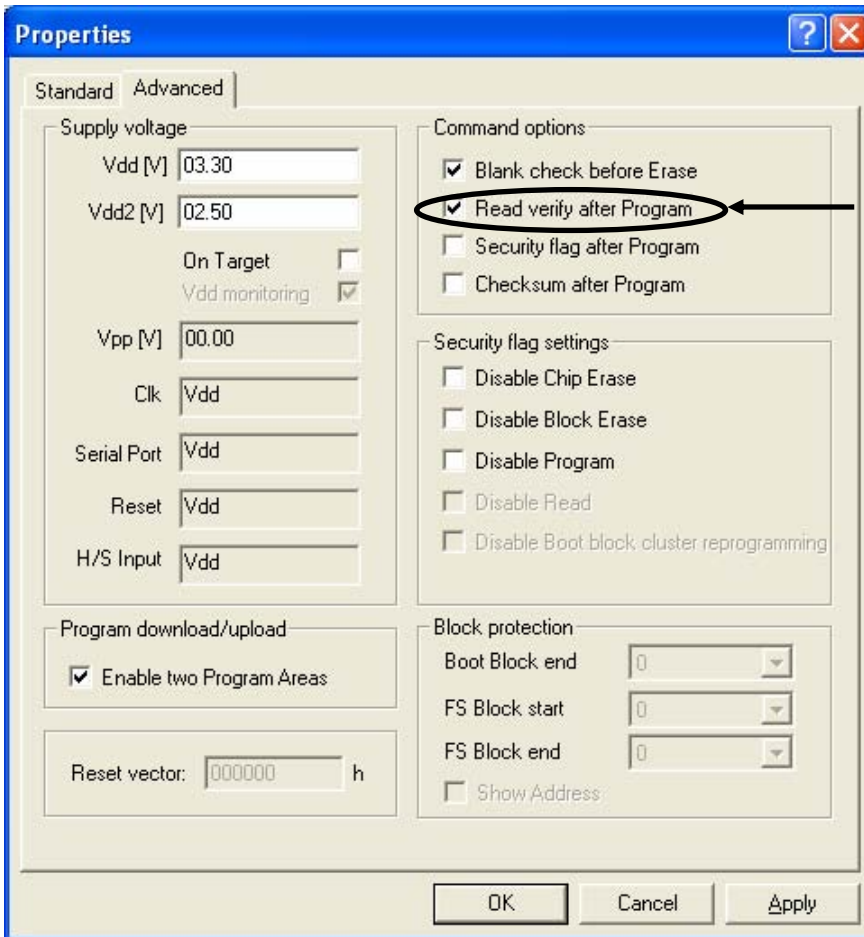 Properties
Standard
Advanced
Supply voltage
Vdd [V] 03.30
Vdd2 [V] 02.50
On Target
Vdd monitoring
Vpp [V] 00.00
Clk Vdd
Serial Port Vdd
Reset Vdd
H/S Input Vdd
Program download/upload
Enable two Program Areas
Reset vector: 000000 h
Command options
Blank check before Erase
Read verify after Program
Security flag after Program
Checksum after Program
Security flag settings
Disable Chip Erase
Disable Block Erase
Disable Program
Disable Read
Disable Boot block cluster reprogramming
Block protection
Boot Block end 0
FS Block start 0
FS Block end 0
Show Address
OK
Cancel
Apply